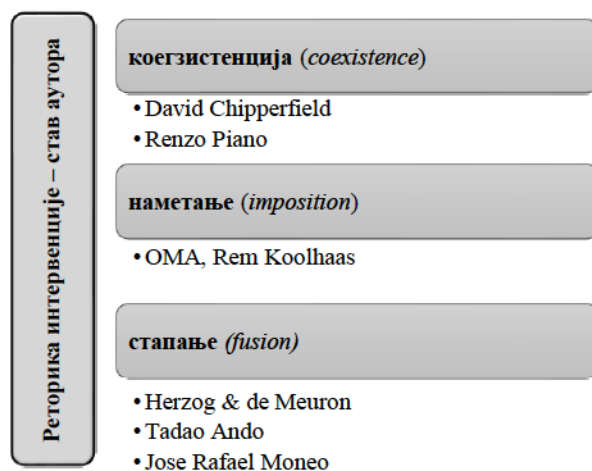 Реторика интервенције – став аутора
коегзистенција (coexistence)
• David Chipperfield
• Renzo Piano
наметање (imposition)
• OMA, Rem Koolhaas
стапање (fusion)
• Herzog & de Meuron
• Tadao Ando
• Jose Rafael Moneo